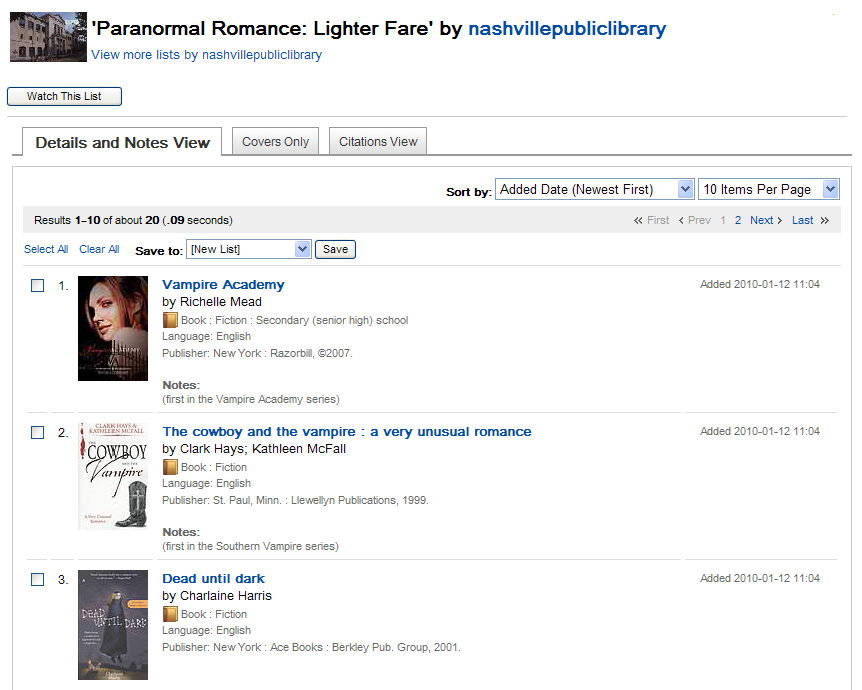 'Paranormal Romance: Lighter Fare' by nashvillepubliclibrary
View more lists by nashvillepubliclibrary
Watch This List
Details and Notes View
Covers Only
Citations View
Sort by: Added Date (Newest First) 10 Items Per Page
Results 1–10 of about 20 (.09 seconds)
« First ‹ Prev 1 2 Next › Last »
Select All Clear All Save to: [New List] Save
1. Vampire Academy Added 2010-01-12 11:04
by Richelle Mead
Book : Fiction : Secondary (senior high) school
Language: English
Publisher: New York : Razorbill, ©2007.
Notes:
(first in the Vampire Academy series)
2. The cowboy and the vampire : a very unusual romance Added 2010-01-12 11:04
by Clark Hays; Kathleen McFall
Book : Fiction
Language: English
Publisher: St. Paul, Minn. : Llewellyn Publications, 1999.
Notes:
(first in the Southern Vampire series)
CLARK HAYS &
KATHLEEN MCFALL
THE
COWBOY
AND THE
Vampire
A Very Unusual
Romance
3. Dead until dark Added 2010-01-12 11:04
by Charlaine Harris
Book : Fiction
Language: English
Publisher: New York : Ace Books : Berkley Pub. Group, 2001.
DEAD
UNTIL DARK
Charlaine